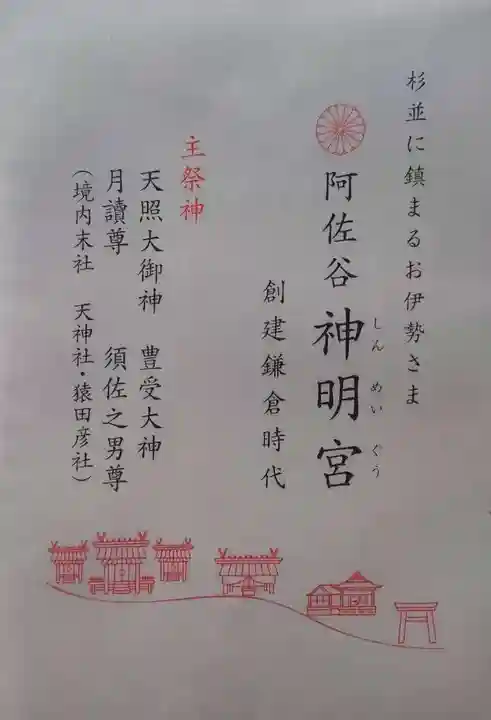 杉並に鎮まるお伊勢さま
阿佐谷神明宮
しんめいぐう
創建鎌倉時代
主祭神
天照大御神 豊受大神
月讀尊 須佐之男尊
（境内末社 天神社・猿田彦社）